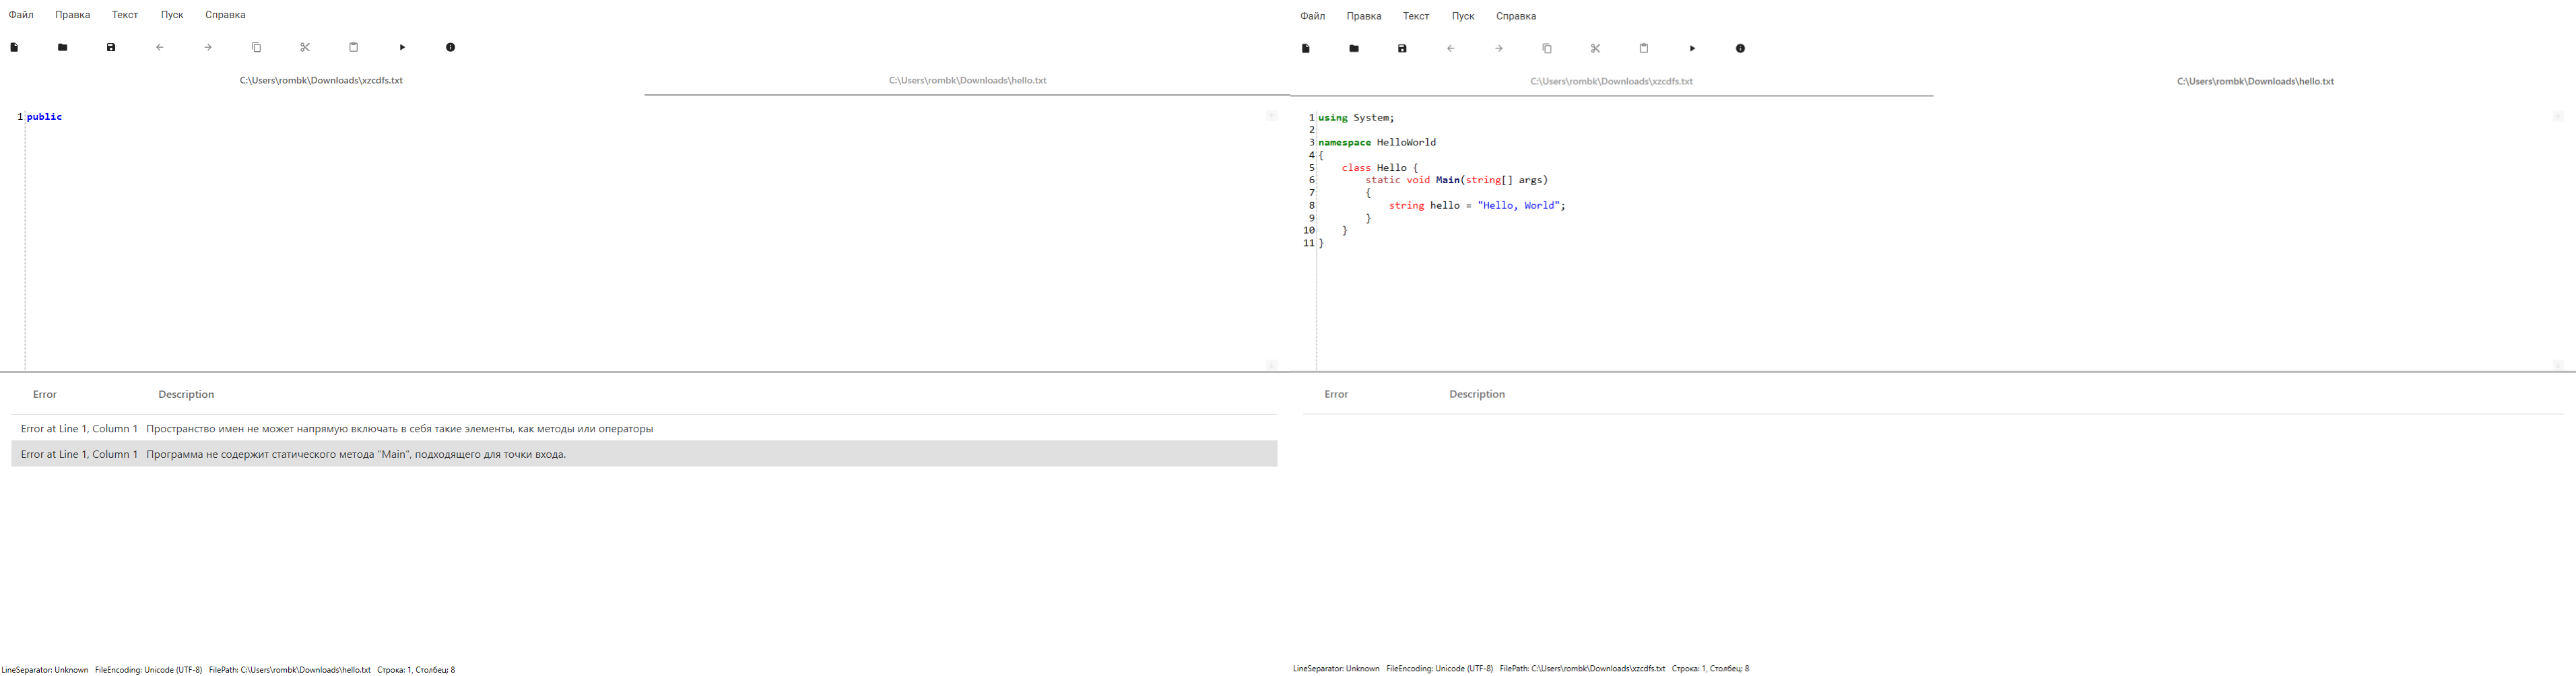 Файл Правка Текст Пуск Справка
C:\Users\rombk\Downloads\xzcdfs.txt C:\Users\rombk\Downloads\hello.txt
1 public
Error Description
Error at Line 1, Column 1 Пространство имен не может напрямую включать в себя такие элементы, как методы или операторы
Error at Line 1, Column 1 Программа не содержит статического метода "Main", подходящего для точки входа.
LineSeparator: Unknown FileEncoding: Unicode (UTF-8) FilePath: C:\Users\rombk\Downloads\hello.txt Строка: 1, Столбец: 8
Файл Правка Текст Пуск Справка
C:\Users\rombk\Downloads\xzcdfs.txt C:\Users\rombk\Downloads\hello.txt
1 using System;
2
3 namespace HelloWorld
4 {
5     class Hello {
6         static void Main(string[] args)
7         {
8             string hello = "Hello, World";
9         }
10     }
11 }
Error Description
LineSeparator: Unknown FileEncoding: Unicode (UTF-8) FilePath: C:\Users\rombk\Downloads\xzcdfs.txt Строка: 1, Столбец: 8